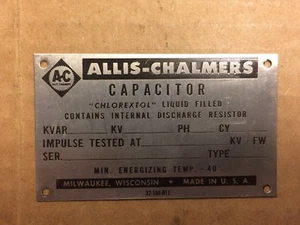 A-C ALLIS-CHALMERS
CAPACITOR
"CHLOREXTOL" LIQUID FILLED
CONTAINS INTERNAL DISCHARGE RESISTOR
KVAR KV PH CY
IMPULSE TESTED AT KV FW
SER. TYPE
MIN. ENERGIZING TEMP. -40°
MILWAUKEE, WISCONSIN • MADE IN U. S. A.